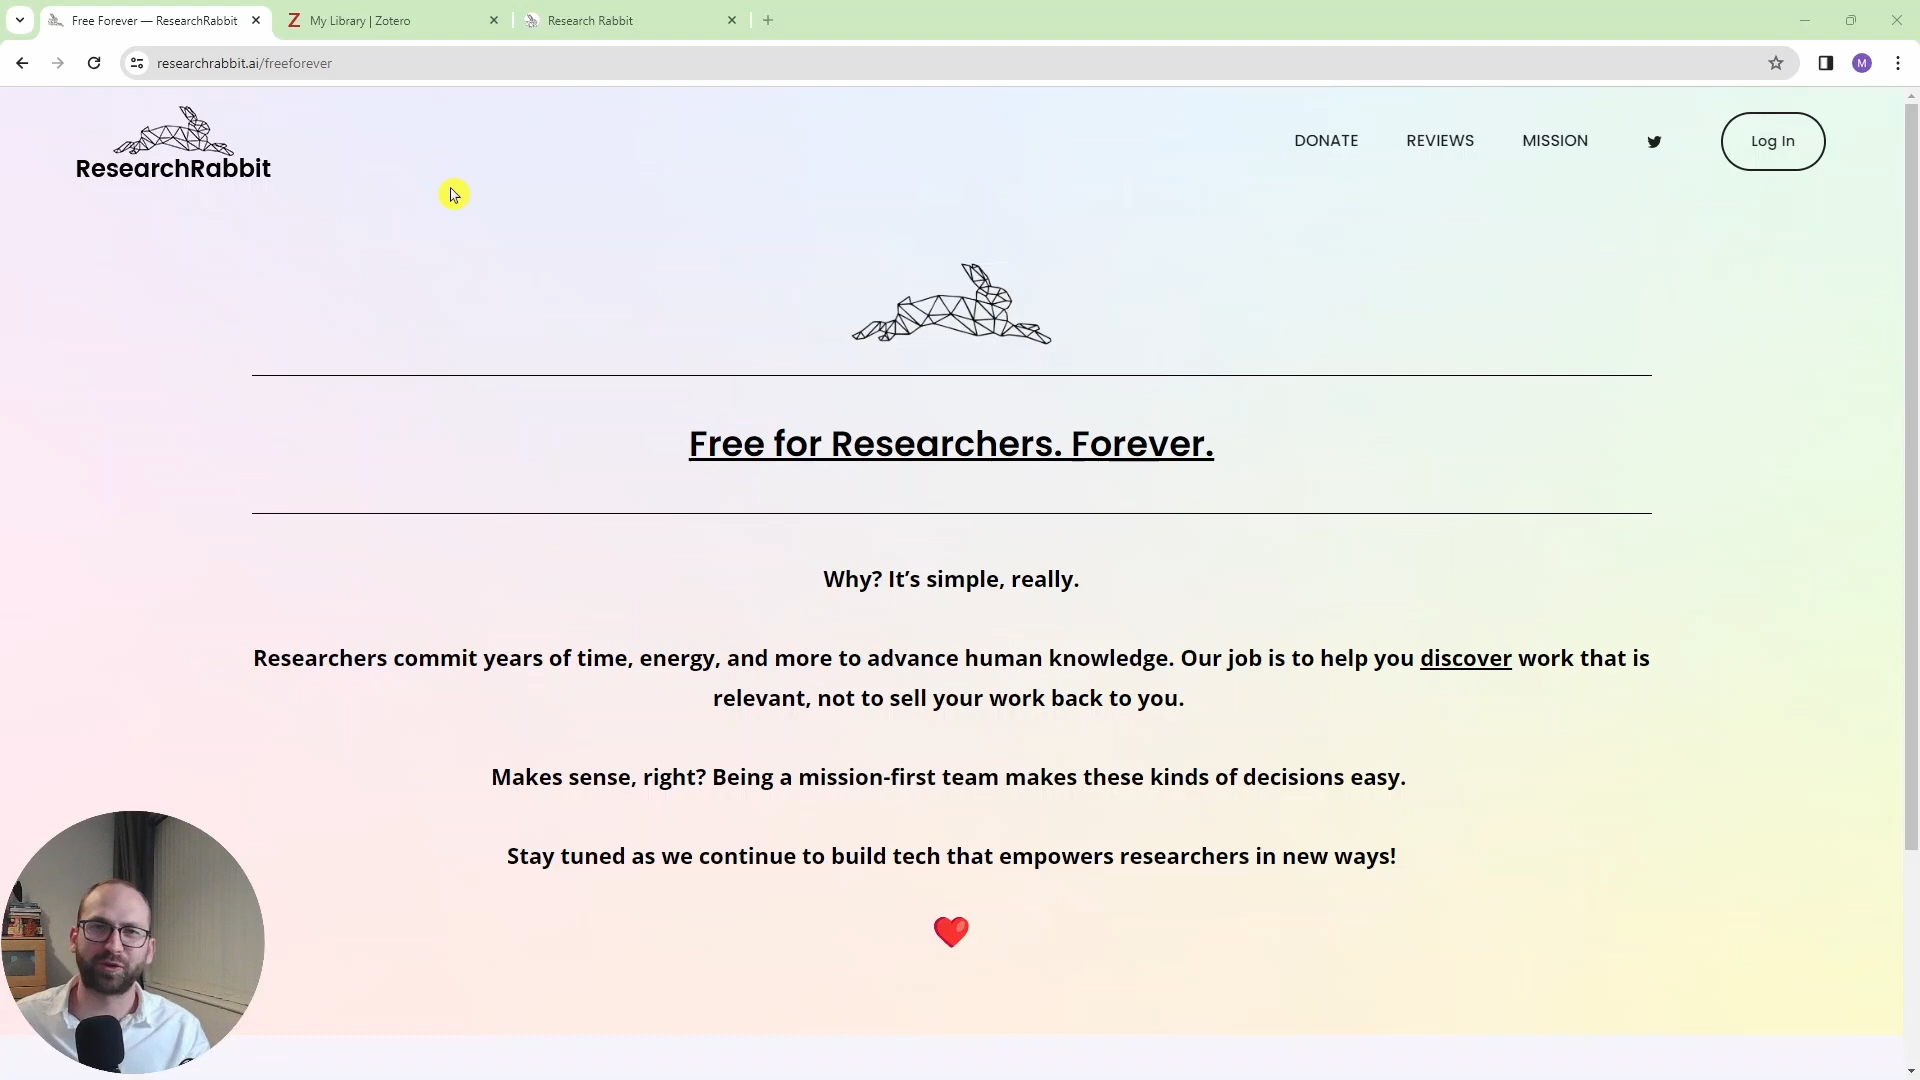 Free Forever — ResearchRabbit
Z My Library | Zotero
Research Rabbit
researchrabbit.ai/freeforever
M
ResearchRabbit
DONATE
REVIEWS
MISSION
Log In
Free for Researchers. Forever.
Why? It’s simple, really.
Researchers commit years of time, energy, and more to advance human knowledge. Our job is to help you discover work that is
relevant, not to sell your work back to you.
Makes sense, right? Being a mission-first team makes these kinds of decisions easy.
Stay tuned as we continue to build tech that empowers researchers in new ways!